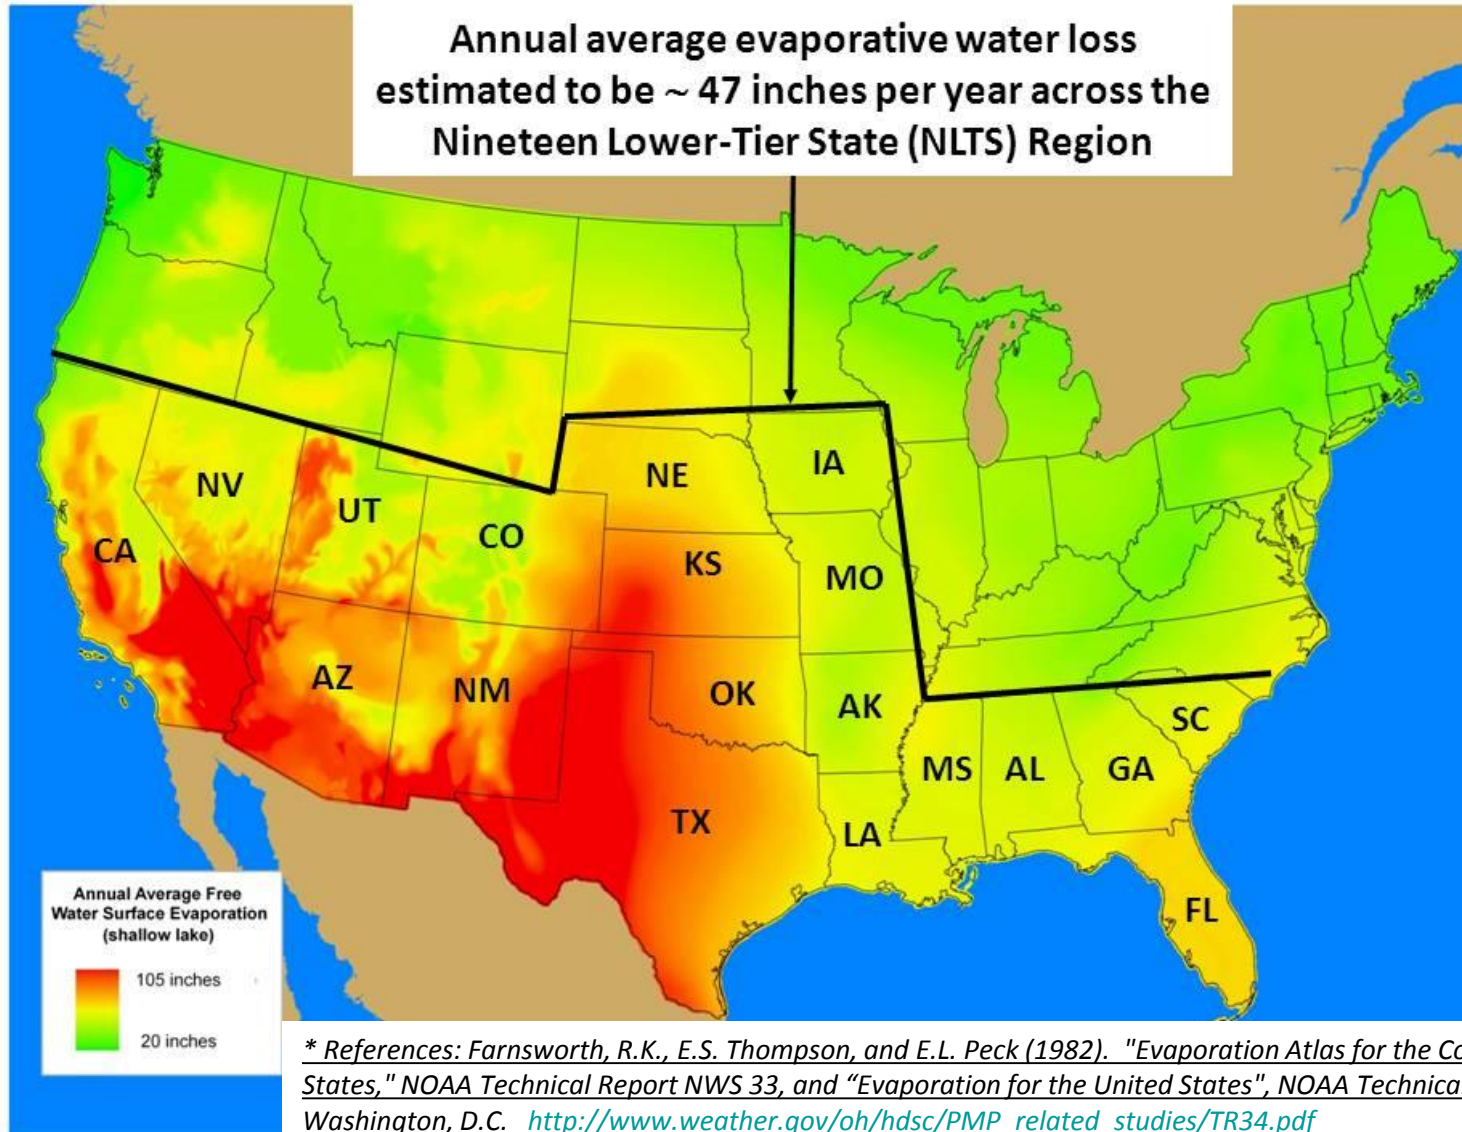 Annual average evaporative water loss
estimated to be ~ 47 inches per year across the
Nineteen Lower-Tier State (NLTS) Region
NV
UT
CO
NE
IA
CA
KS
MO
AZ
NM
OK
AK
SC
MS
AL
GA
TX
LA
FL
Annual Average Free
Water Surface Evaporation
(shallow lake)
105 inches
20 inches
* References: Farnsworth, R.K., E.S. Thompson, and E.L. Peck (1982). "Evaporation Atlas for the Co
States," NOAA Technical Report NWS 33, and “Evaporation for the United States", NOAA Technical
Washington, D.C. http://www.weather.gov/oh/hdsc/PMP_related_studies/TR34.pdf